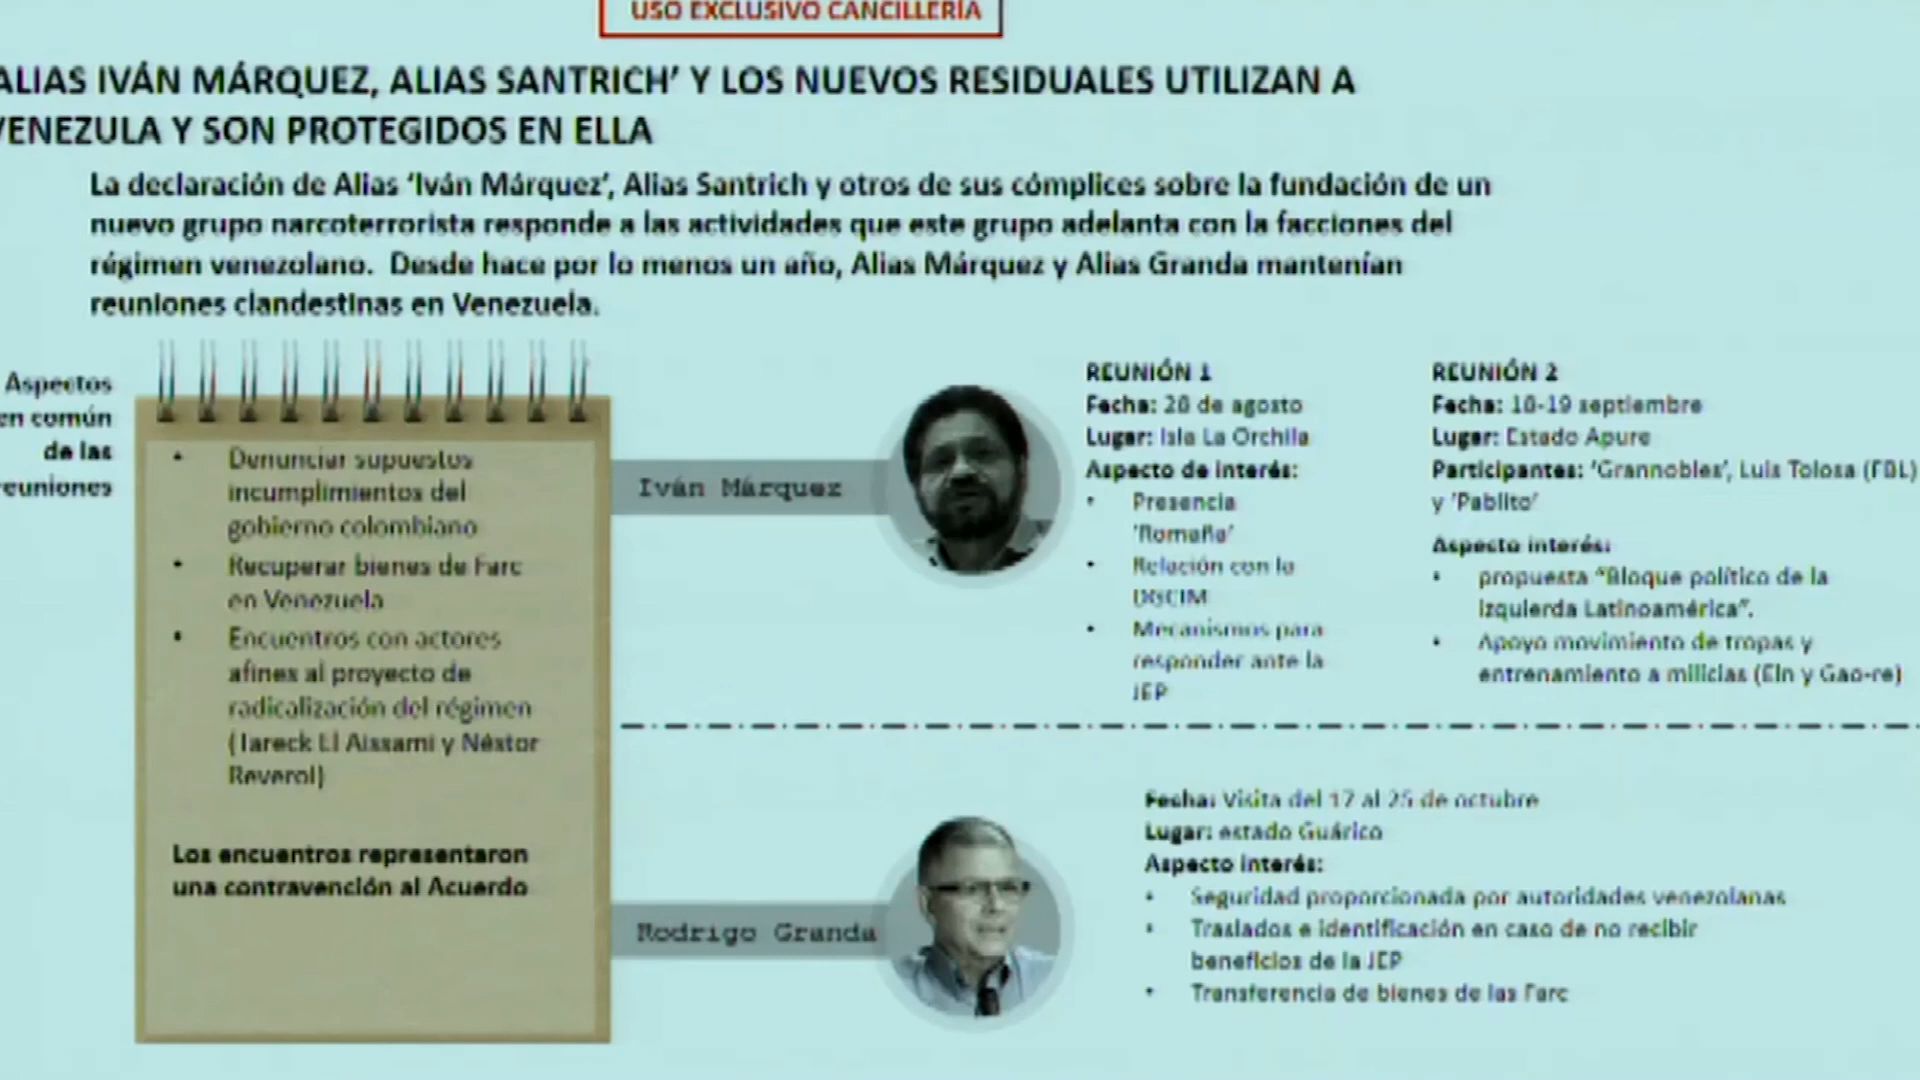 USO EXCLUSIVO CANCILLERÍA
ALIAS IVÁN MÁRQUEZ, ALIAS SANTRICH’ Y LOS NUEVOS RESIDUALES UTILIZAN A
VENEZULA Y SON PROTEGIDOS EN ELLA
La declaración de Alias ‘Iván Márquez’, Alias Santrich y otros de sus cómplices sobre la fundación de un
nuevo grupo narcoterrorista responde a las actividades que este grupo adelanta con la facciones del
régimen venezolano. Desde hace por lo menos un año, Alias Márquez y Alias Granda mantenían
reuniones clandestinas en Venezuela.
Aspectos
en común
de las
reuniones
• Denunciar supuestos
incumplimientos del
gobierno colombiano
• Recuperar bienes de Farc
en Venezuela
• Encuentros con actores
afines al proyecto de
radicalización del régimen
(Tareck El Aissami y Néstor
Reverol)
Los encuentros representaron
una contravención al Acuerdo
Iván Márquez
REUNIÓN 1
Fecha: 28 de agosto
Lugar: Isla La Orchila
Aspecto de interés:
• Presencia
‘Romaña’
• Relación con la
DGCIM
• Mecanismos para
responder ante la
JEP
REUNIÓN 2
Fecha: 18-19 septiembre
Lugar: Estado Apure
Participantes: ‘Grannobles’, Luis Tolosa (FBL)
y ‘Pablito’
Aspecto interés:
• propuesta “Bloque político de la
izquierda Latinoamérica”.
• Apoyo movimiento de tropas y
entrenamiento a milicias (Eln y Gao-re)
Rodrigo Granda
Fecha: Visita del 17 al 25 de octubre
Lugar: estado Guárico
Aspecto interés:
• Seguridad proporcionada por autoridades venezolanas
• Traslados e identificación en caso de no recibir
beneficios de la JEP
• Transferencia de bienes de las Farc